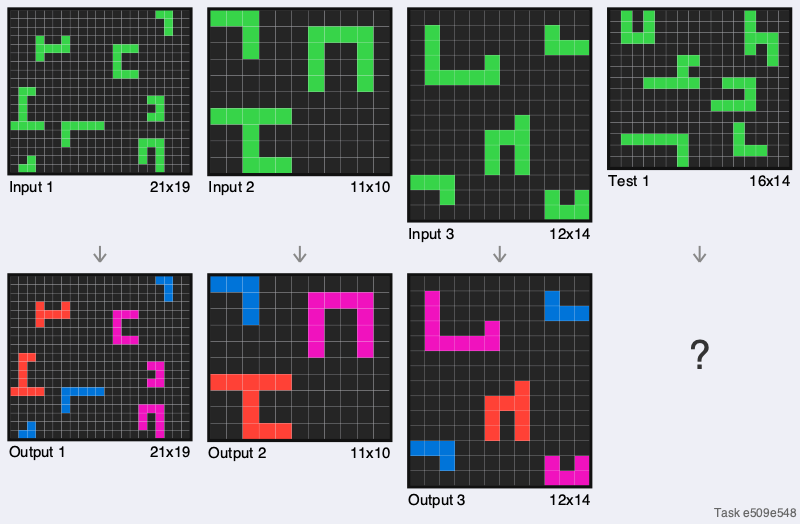 Input 1 21x19
Input 2 11x10
Input 3 12x14
Test 1 16x14
?
Output 1 21x19
Output 2 11x10
Output 3 12x14
Task e509e548